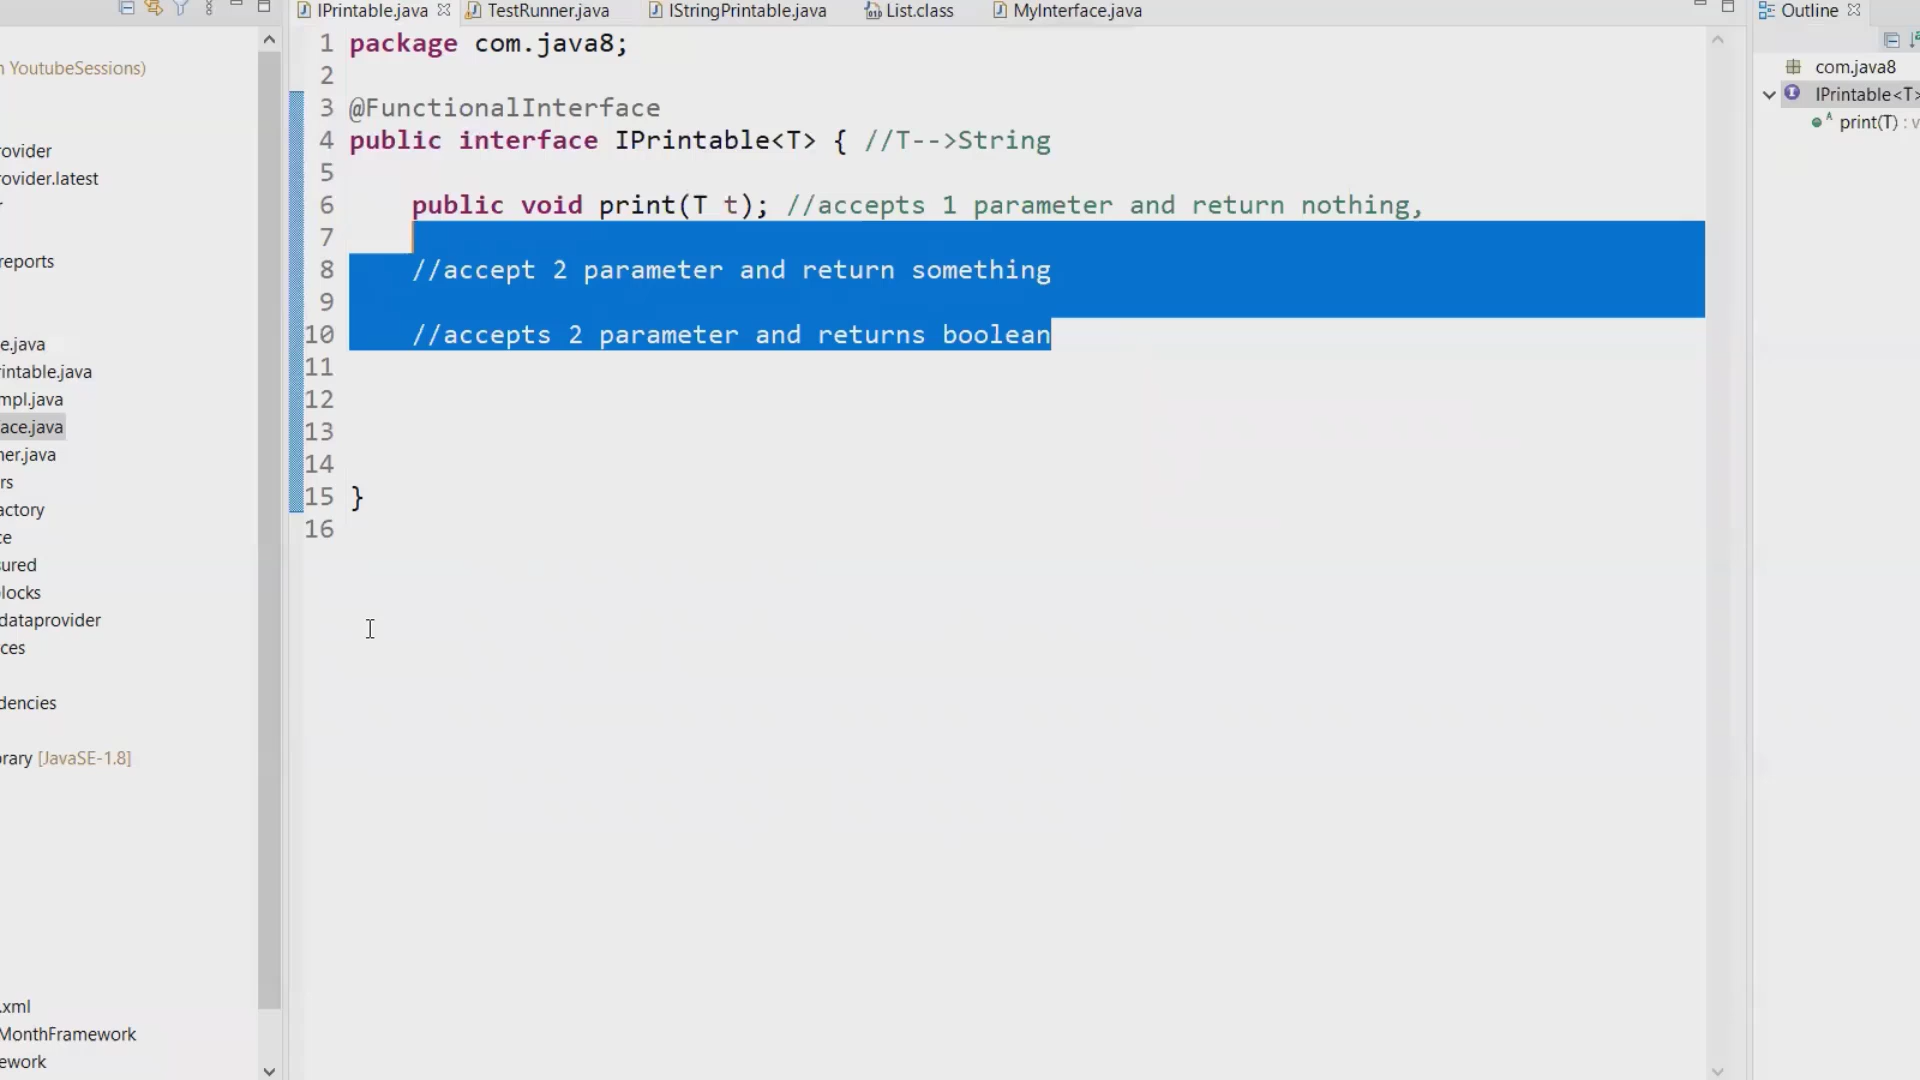 IPrintable.java TestRunner.java IStringPrintable.java List.class MyInterface.java
n YoutubeSessions)
ovider
ovider.latest
r
reports
e.java
intable.java
mpl.java
ace.java
ner.java
rs
actory
ce
sured
locks
dataprovider
ces
dencies
rary [JavaSE-1.8]
.xml
MonthFramework
ework
1 package com.java8;
2
3 @FunctionalInterface
4 public interface IPrintable<T> { //T-->String
5
6 public void print(T t); //accepts 1 parameter and return nothing,
7
8 //accept 2 parameter and return something
9
10 //accepts 2 parameter and returns boolean
11
12
13
14
15 }
16
Outline
com.java8
IPrintable<T>
print(T) : v